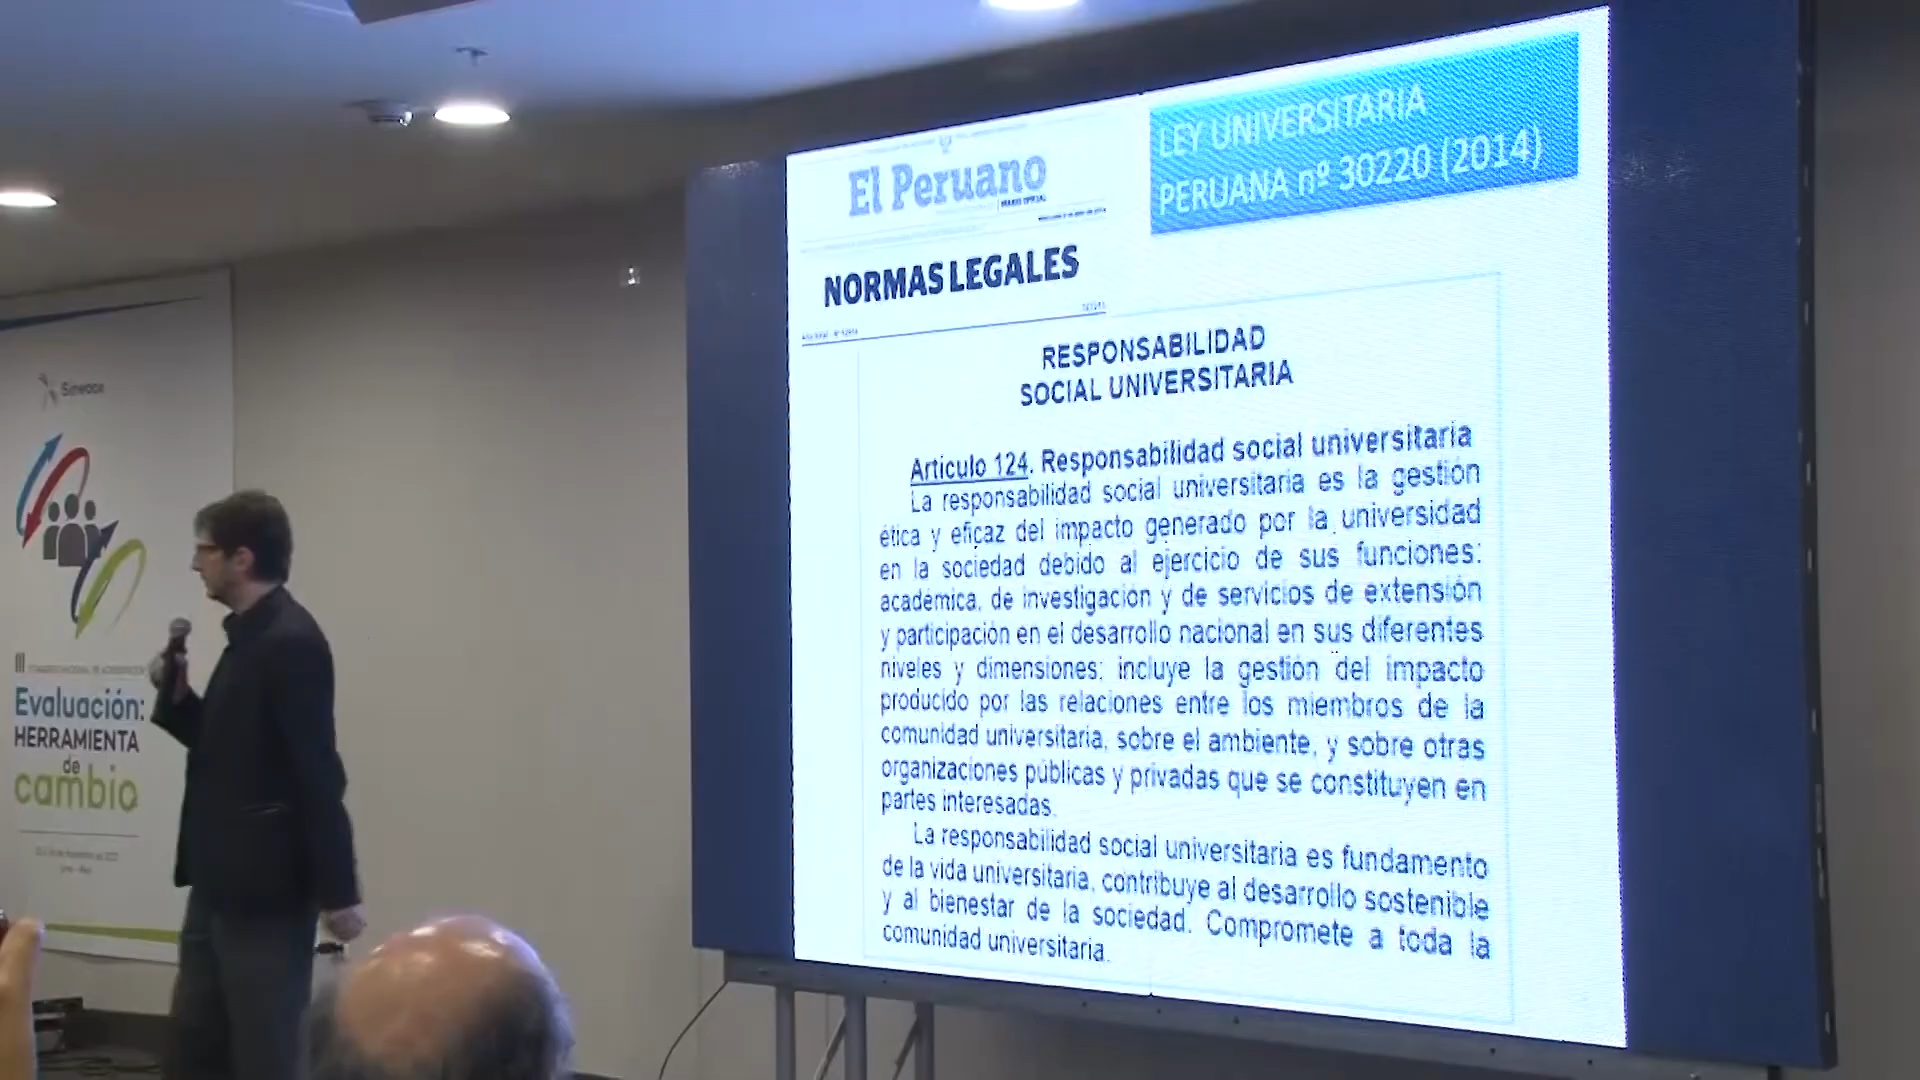 Sineace
III CONGRESO NACIONAL DE ACREDITACIÓN
Evaluación:
HERRAMIENTA
de
cambio
El Peruano
DIARIO OFICIAL
NORMAS LEGALES
LEY UNIVERSITARIA
PERUANA nº 30220 (2014)
RESPONSABILIDAD
SOCIAL UNIVERSITARIA
Artículo 124. Responsabilidad social universitaria
La responsabilidad social universitaria es la gestión
ética y eficaz del impacto generado por la universidad
en la sociedad debido al ejercicio de sus funciones:
académica, de investigación y de servicios de extensión
y participación en el desarrollo nacional en sus diferentes
niveles y dimensiones; incluye la gestión del impacto
producido por las relaciones entre los miembros de la
comunidad universitaria, sobre el ambiente, y sobre otras
organizaciones públicas y privadas que se constituyen en
partes interesadas.
La responsabilidad social universitaria es fundamento
de la vida universitaria, contribuye al desarrollo sostenible
y al bienestar de la sociedad. Compromete a toda la
comunidad universitaria.